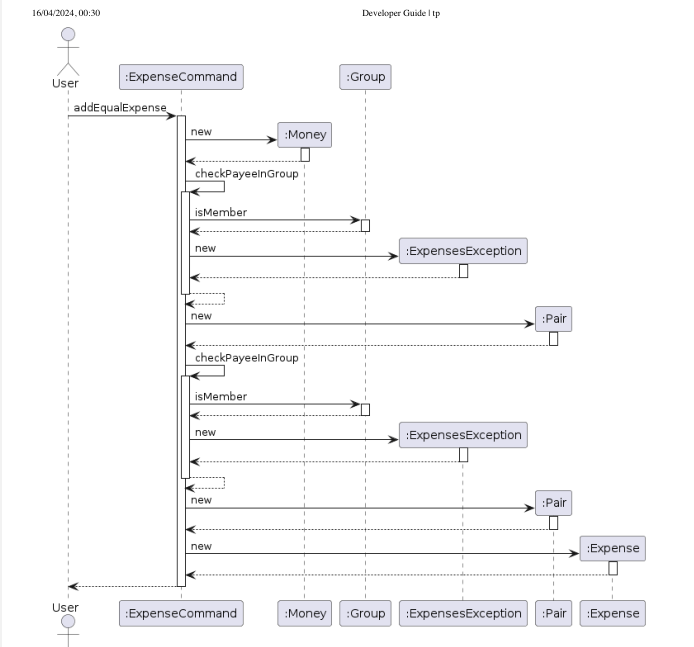 16/04/2024, 00:30 Developer Guide | tp
User :ExpenseCommand :Group
addEqualExpense
new :Money
checkPayeeInGroup
isMember
new :ExpensesException
new :Pair
checkPayeeInGroup
isMember
new :ExpensesException
new :Pair
new :Expense
User :ExpenseCommand :Money :Group :ExpensesException :Pair :Expense